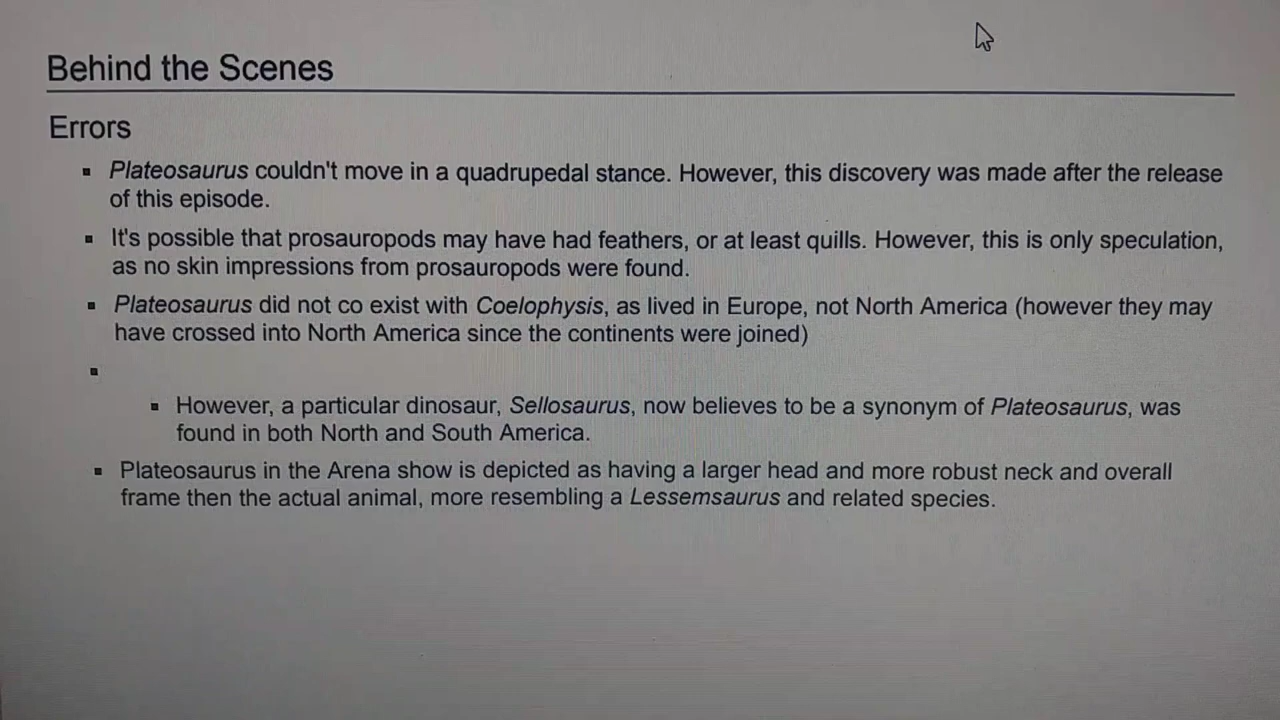 Behind the Scenes
Errors
Plateosaurus couldn't move in a quadrupedal stance. However, this discovery was made after the release
of this episode.
It's possible that prosauropods may have had feathers, or at least quills. However, this is only speculation,
as no skin impressions from prosauropods were found.
Plateosaurus did not co exist with Coelophysis, as lived in Europe, not North America (however they may
have crossed into North America since the continents were joined)
However, a particular dinosaur, Sellosaurus, now believes to be a synonym of Plateosaurus, was
found in both North and South America.
Plateosaurus in the Arena show is depicted as having a larger head and more robust neck and overall
frame then the actual animal, more resembling a Lessemsaurus and related species.